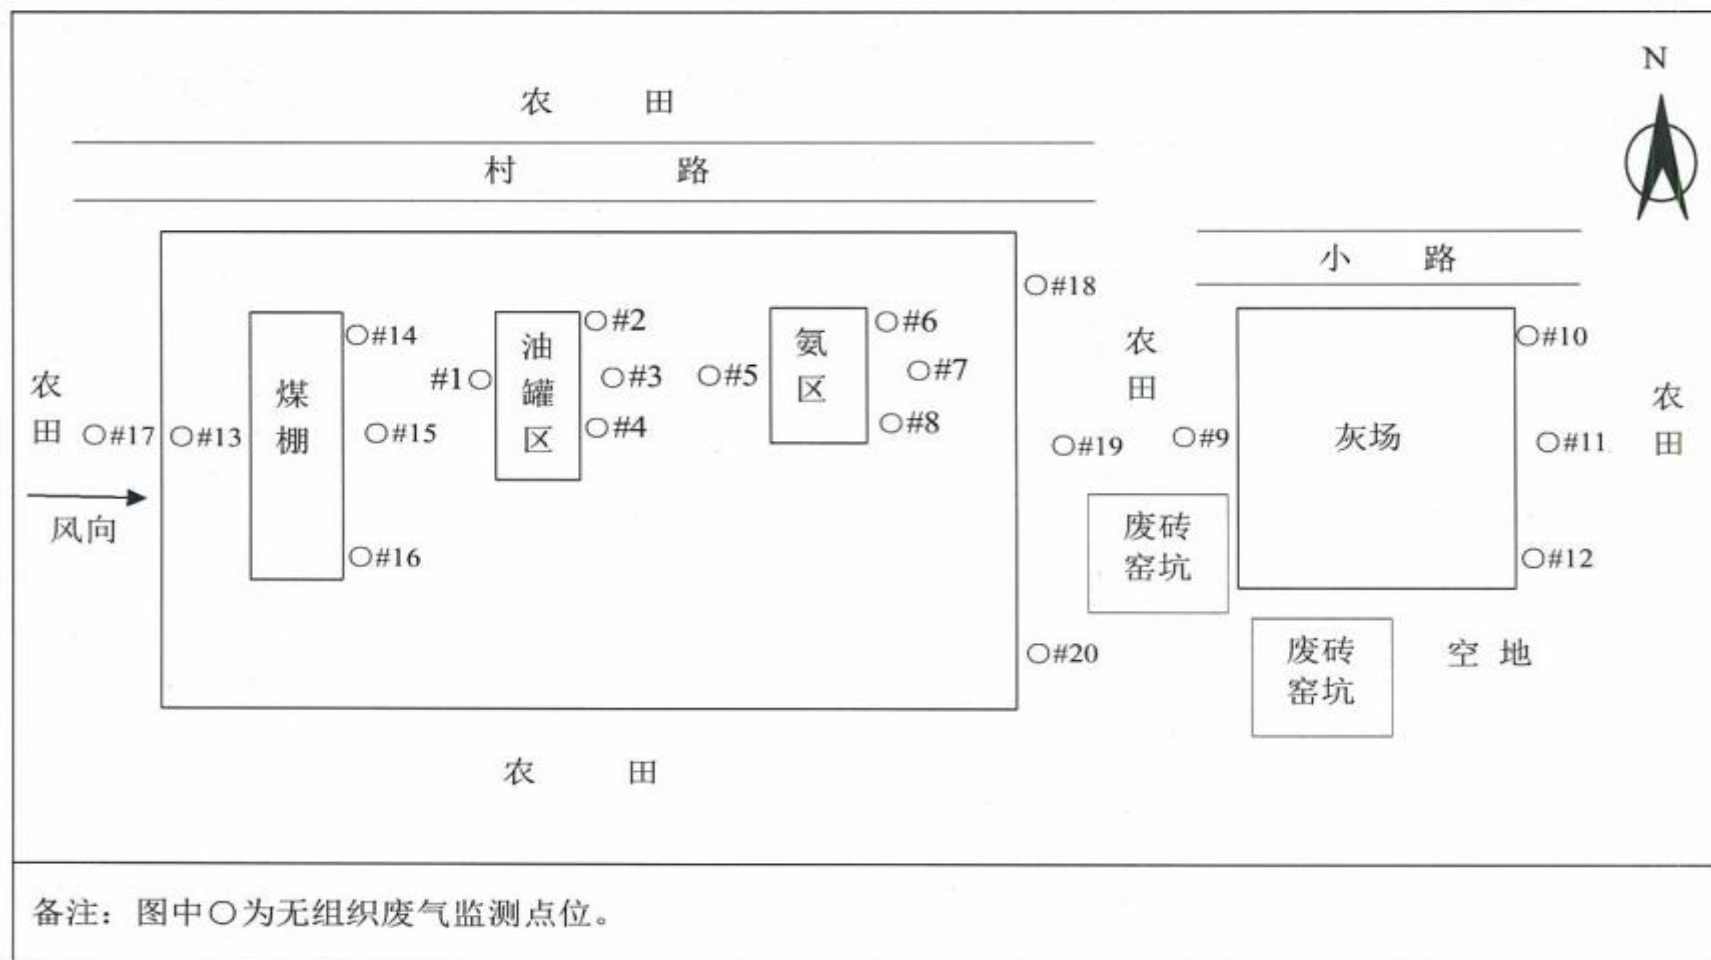 N
农 田
村 路
小 路
#18
#14
#2
#6
#10
油罐区
氨区
农田
#1
#3
#5
#7
农田
煤棚
#4
#8
农田
#17
#13
#15
#19
#9
灰场
#11
风向
废砖
窑坑
#16
#12
#20
废砖
窑坑
空 地
农 田
备注：图中○为无组织废气监测点位。